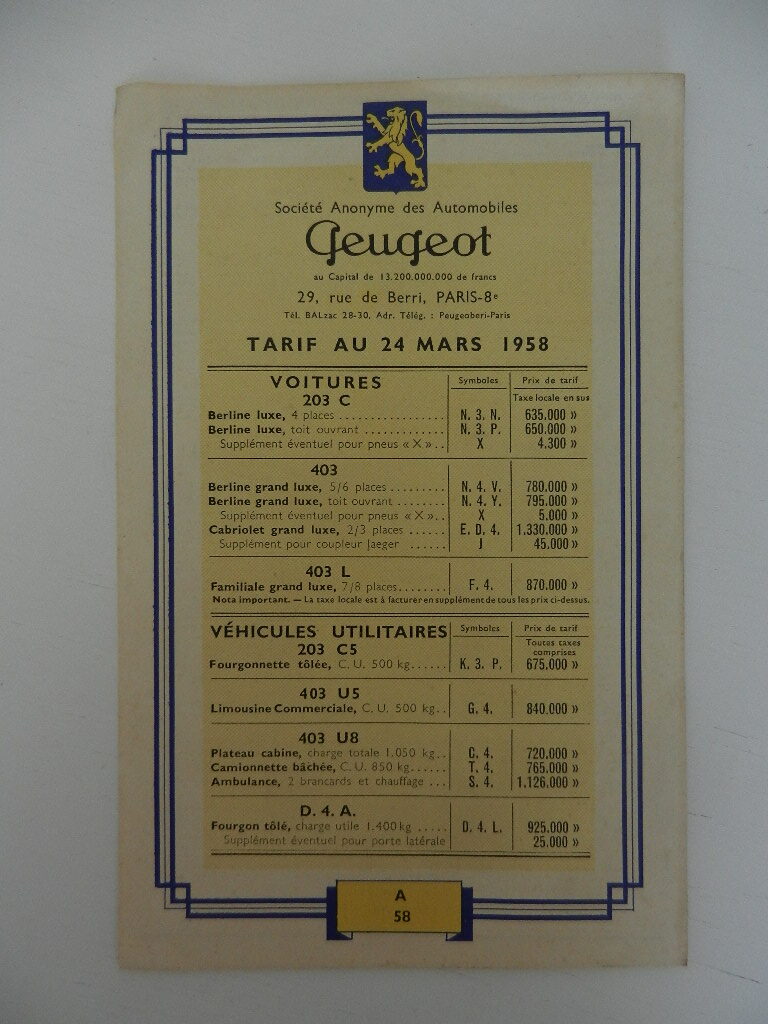 Société Anonyme des Automobiles
Peugeot
au Capital de 13.200.000.000 de francs
29, rue de Berri, PARIS-8e
Tél. BALzac 28-30. Adr. Télég. : Peugeoberi-Paris
TARIF AU 24 MARS 1958
VOITURES Symboles Prix de tarif
203 C Taxe locale en sus
Berline luxe, 4 places ................ N. 3. N. 635.000 »
Berline luxe, toit ouvrant ............ N. 3. P. 650.000 »
Supplément éventuel pour pneus « X » .. X 4.300 »
403
Berline grand luxe, 5/6 places ........ N. 4. V. 780.000 »
Berline grand luxe, toit ouvrant ....... N. 4. Y. 795.000 »
Supplément éventuel pour pneus « X » .. X 5.000 »
Cabriolet grand luxe, 2/3 places ...... E. D. 4. 1.330.000 »
Supplément pour coupleur Jaeger ...... J 45.000 »
403 L
Familiale grand luxe, 7/8 places ........ F. 4. 870.000 »
Nota important. — La taxe locale est à facturer en supplément de tous les prix ci-dessus.
VÉHICULES UTILITAIRES Symboles Prix de tarif
203 C5 Toutes taxes comprises
Fourgonnette tôlée, C. U. 500 kg ...... K. 3. P. 675.000 »
403 U5
Limousine Commerciale, C. U. 500 kg .. G. 4. 840.000 »
403 U8
Plateau cabine, charge totale 1.050 kg .. C. 4. 720.000 »
Camionnette bâchée, C. U. 850 kg ...... T. 4. 765.000 »
Ambulance, 2 brancards et chauffage ... S. 4. 1.126.000 »
D. 4. A.
Fourgon tôlé, charge utile 1.400 kg ..... D. 4. L. 925.000 »
Supplément éventuel pour porte latérale 25.000 »
A
58